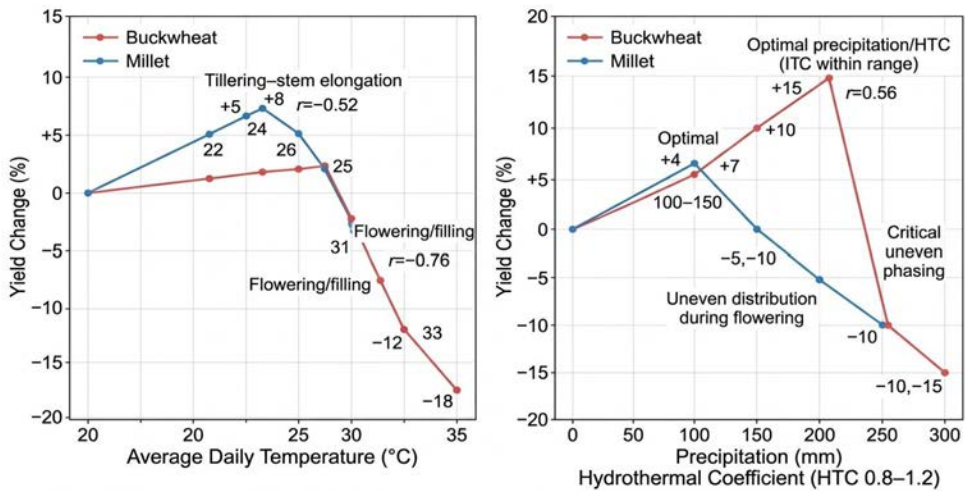 15
10
+5
0
−5
−10
−15
−20
Yield Change (%)
Buckwheat
Millet
Tillering–stem elongation
+5
+8
r=−0.52
24
22
26
25
31
Flowering/filling
r=−0.76
Flowering/filling
−12
33
−18
20
20
25
30
35
Average Daily Temperature (°C)
20
15
10
+5
0
−5
−10
−15
−20
Yield Change (%)
Buckwheat
Millet
Optimal precipitation/HTC
(ITC within range)
+15
r=0.56
+10
Optimal
+4
+7
100–150
−5,−10
Critical
uneven
phasing
Uneven distribution
during flowering
−10
−10,−15
0
50
100
150
200
250
300
Precipitation (mm)
Hydrothermal Coefficient (HTC 0.8–1.2)